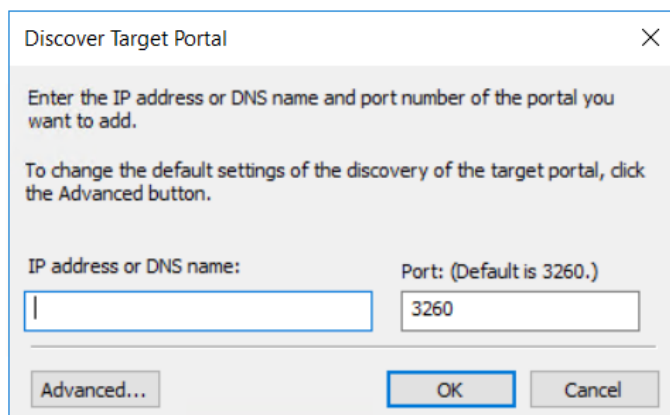 Discover Target Portal
Enter the IP address or DNS name and port number of the portal you
want to add.
To change the default settings of the discovery of the target portal, click
the Advanced button.
IP address or DNS name:
Port: (Default is 3260.)
3260
Advanced...
OK
Cancel